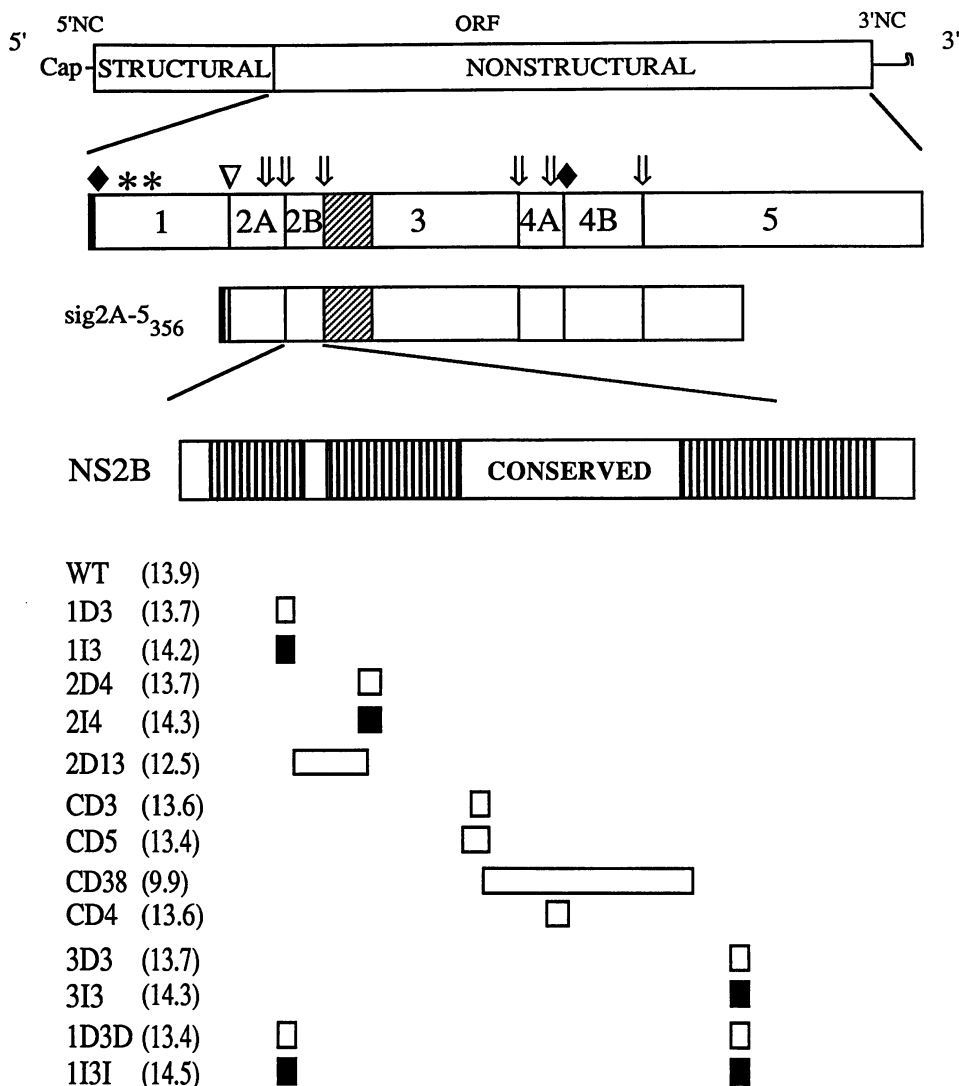 5'NC ORF 3'NC
5' 3'
Cap STRUCTURAL NONSTRUCTURAL
* *
1 2A 2B 3 4A 4B 5
sig2A-5356
NS2B CONSERVED
WT (13.9)
1D3 (13.7)
1I3 (14.2)
2D4 (13.7)
2I4 (14.3)
2D13 (12.5)
CD3 (13.6)
CD5 (13.4)
CD38 (9.9)
CD4 (13.6)
3D3 (13.7)
3I3 (14.3)
1D3D (13.4)
1I3I (14.5)